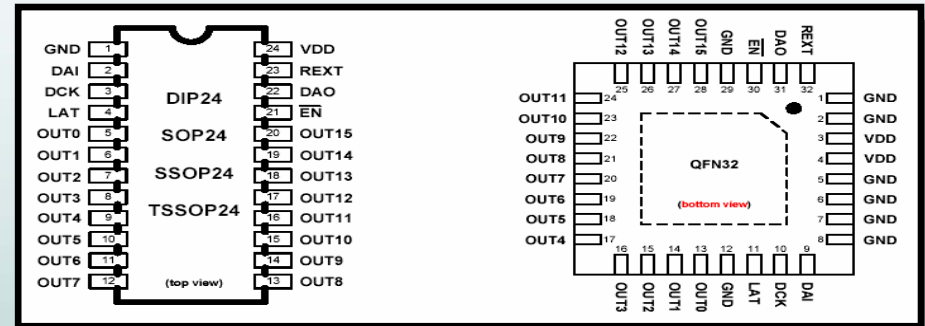 GND 1
DAI 2
DCK 3
LAT 4
OUT0 5
OUT1 6
OUT2 7
OUT3 8
OUT4 9
OUT5 10
OUT6 11
OUT7 12
DIP24
SOP24
SSOP24
TSSOP24
(top view)
24 VDD
23 REXT
22 DAO
21 EN
20 OUT15
19 OUT14
18 OUT13
17 OUT12
16 OUT11
15 OUT10
14 OUT9
13 OUT8
OUT12 OUT13 OUT14 OUT15 GND EN DAO REXT
25 26 27 28 29 30 31 32
OUT11 24
OUT10 23
OUT9 22
OUT8 21
OUT7 20
OUT6 19
OUT5 18
OUT4 17
QFN32
(bottom view)
1 GND
2 GND
3 VDD
4 VDD
5 GND
6 GND
7 GND
8 GND
16 15 14 13 12 11 10 9
OUT3 OUT2 OUT1 OUT0 GND LAT DCK DAI